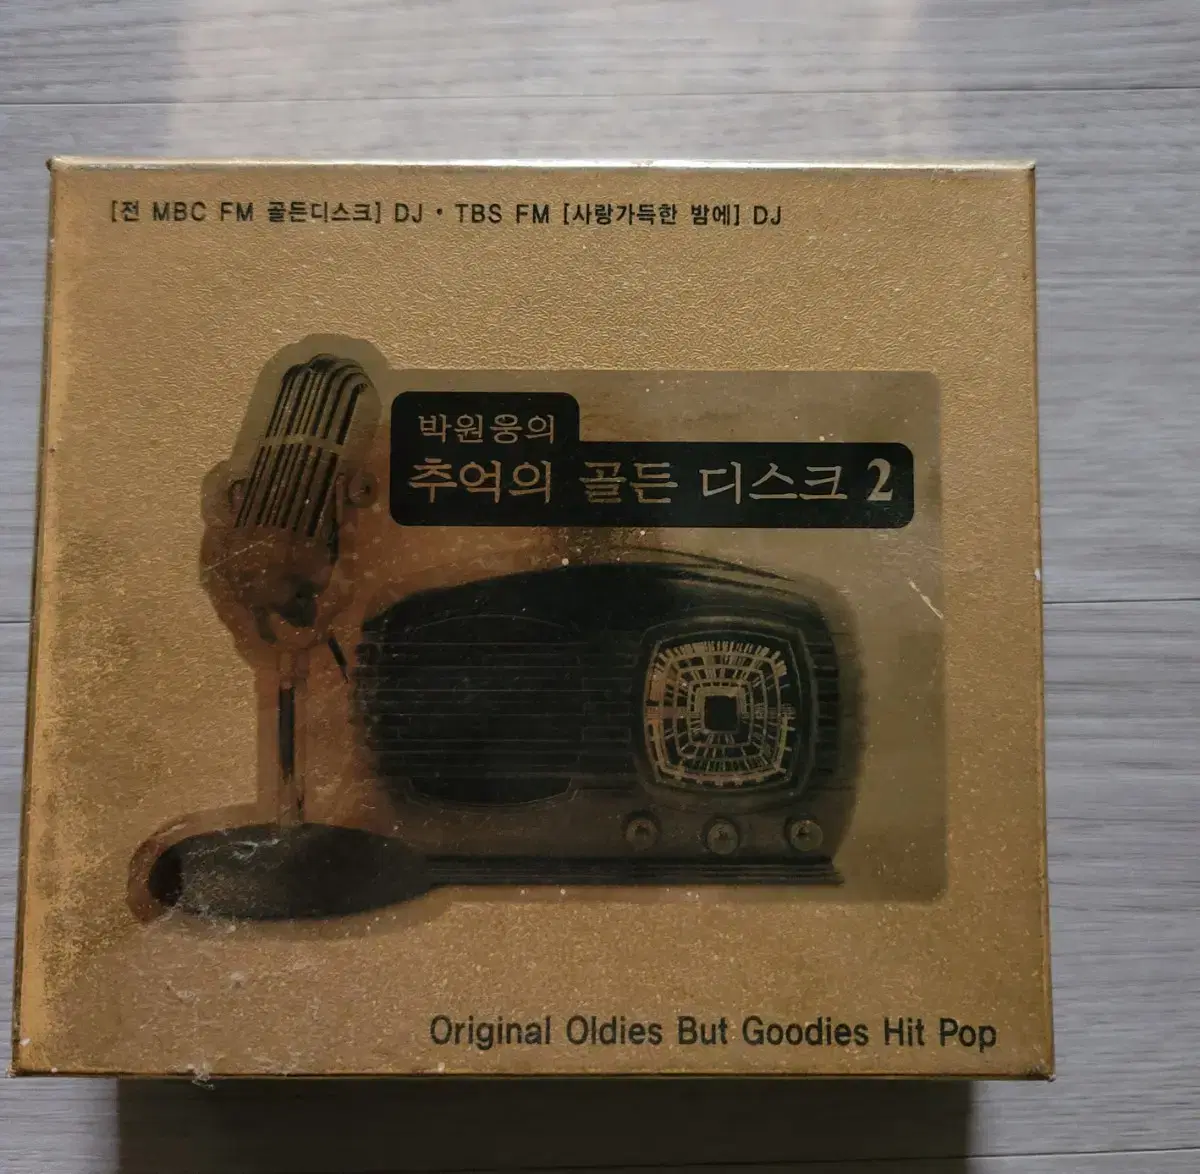 [전 MBC FM 골든디스크] DJ • TBS FM [사랑가득한 밤에] DJ
박원웅의
추억의 골든 디스크 2
Original Oldies But Goodies Hit Pop